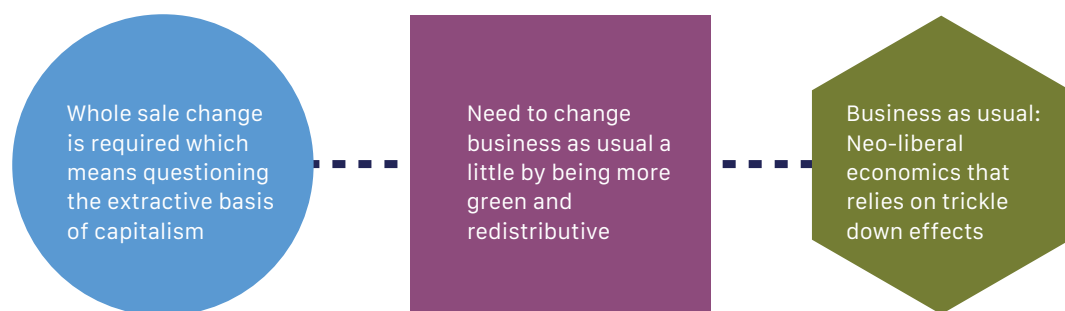 Whole sale change
is required which
means questioning
the extractive basis
of capitalism
Need to change
business as usual a
little by being more
green and
redistributive
Business as usual:
Neo-liberal
economics that
relies on trickle
down effects